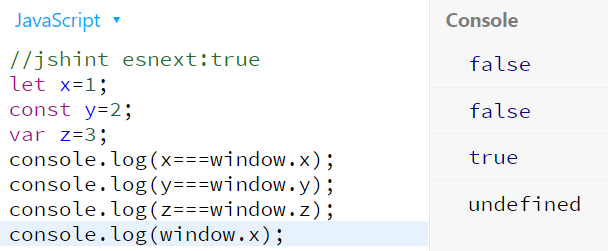 JavaScript
Console
//jshint esnext:true
let x=1;
const y=2;
var z=3;
console.log(x===window.x);
console.log(y===window.y);
console.log(z===window.z);
console.log(window.x);
false
false
true
undefined